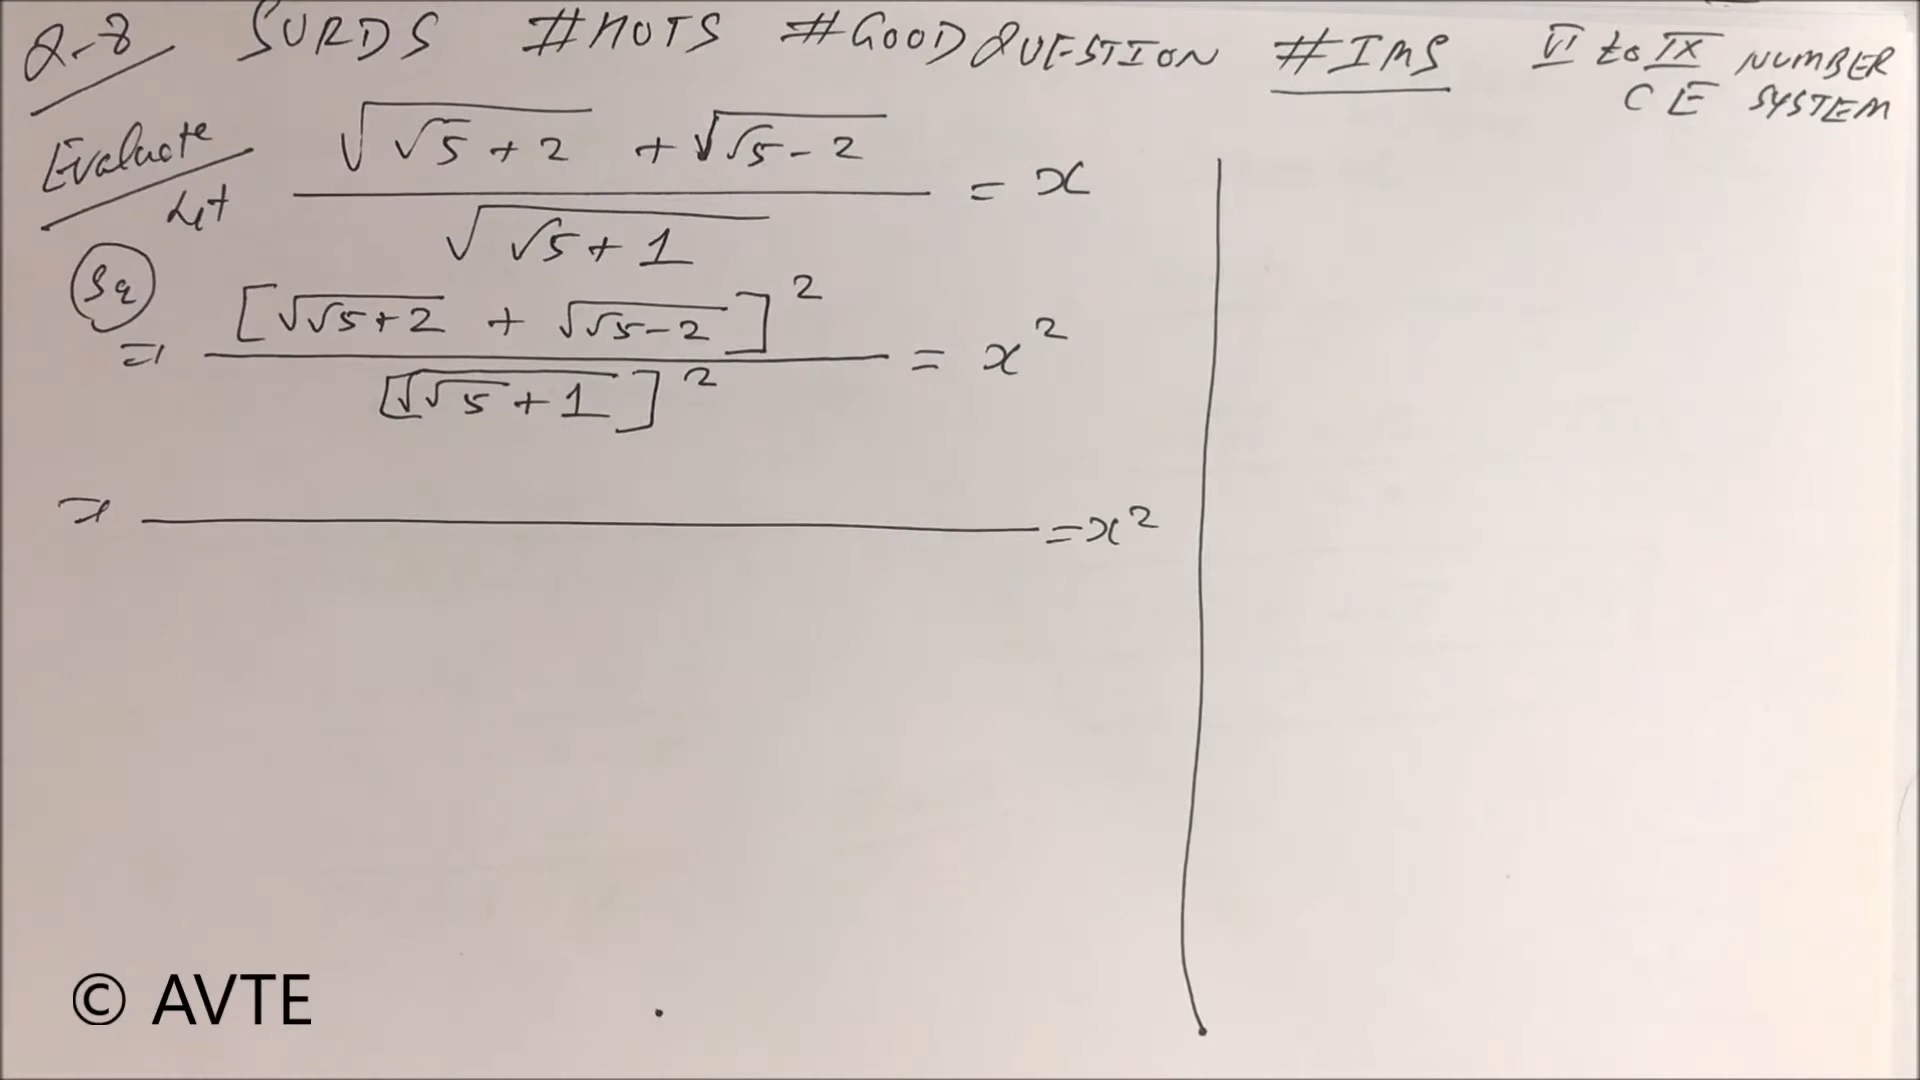 Q-8 SURDS #HOTS #GOOD QUESTION #IMS VI to IX NUMBER
C E SYSTEM
Evaluate
Let √(√5 + 2) + √(√5 - 2) / √(√5 + 1) = x
Sq
⇒ [√(√5+2) + √(√5-2)]² / [√(√5+1)]² = x²
⇒ = x²
© AVTE